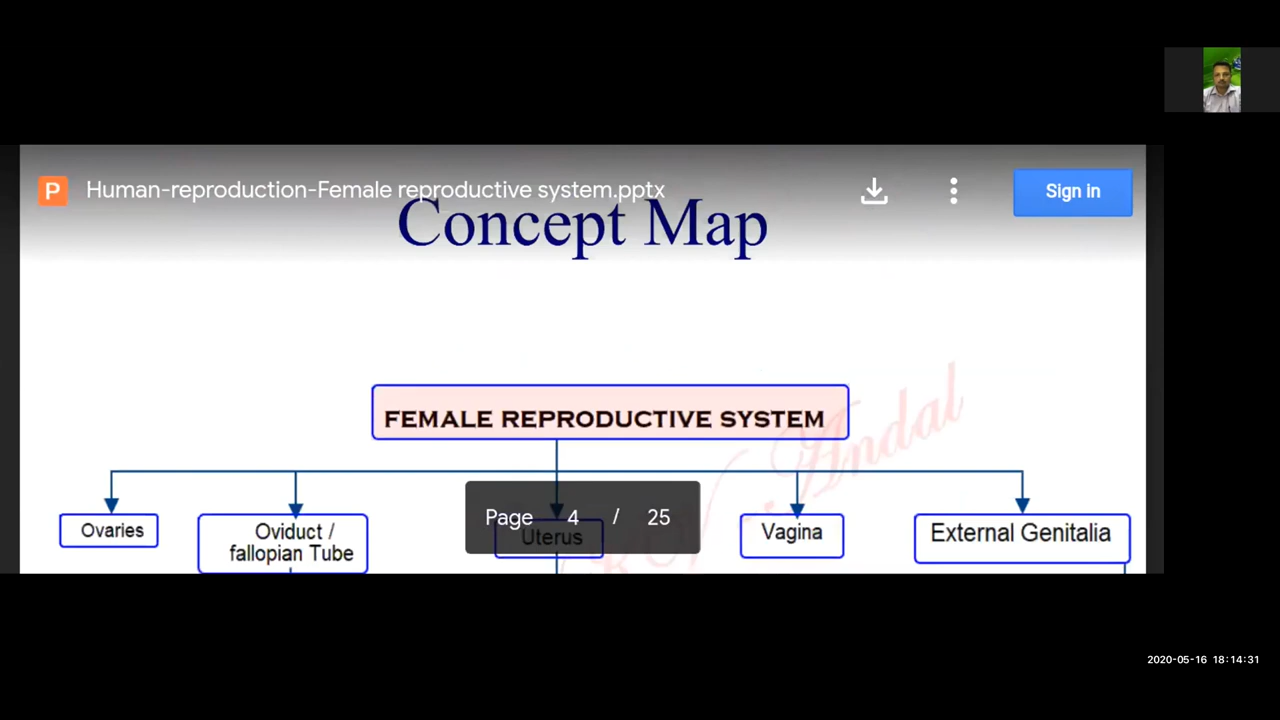 P Human-reproduction-Female reproductive system.pptx
Sign in
Concept Map
FEMALE REPRODUCTIVE SYSTEM
Andal
Ovaries
Oviduct /
fallopian Tube
Uterus
Page 4 / 25
Vagina
External Genitalia
2020-05-16 18:14:31